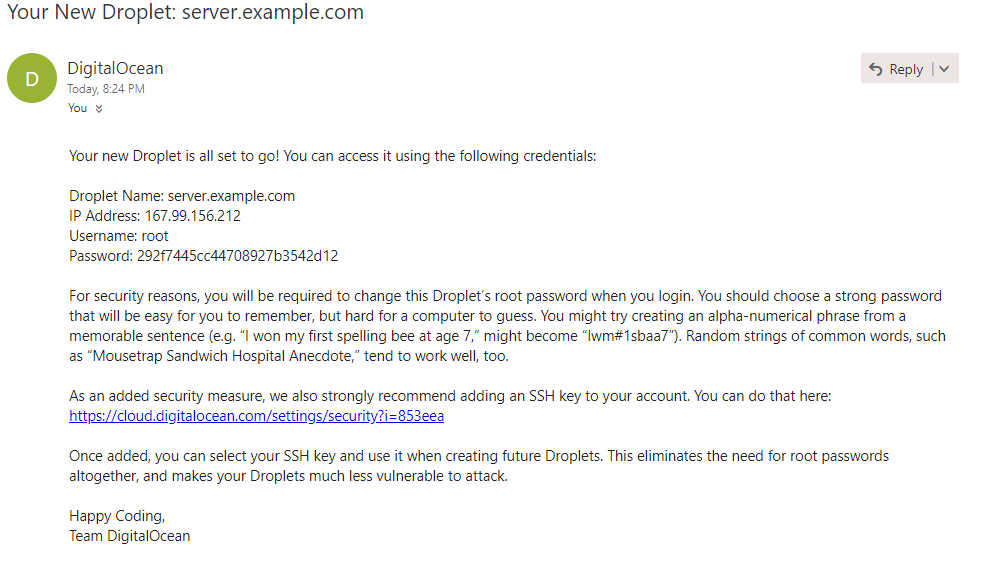 Your New Droplet: server.example.com
D
DigitalOcean
Reply
Today, 8:24 PM
You
Your new Droplet is all set to go! You can access it using the following credentials:
Droplet Name: server.example.com
IP Address: 167.99.156.212
Username: root
Password: 292f7445cc44708927b3542d12
For security reasons, you will be required to change this Droplet's root password when you login. You should choose a strong password
that will be easy for you to remember, but hard for a computer to guess. You might try creating an alpha-numerical phrase from a
memorable sentence (e.g. “I won my first spelling bee at age 7,” might become “Iwm#1sbaa7”). Random strings of common words, such
as “Mousetrap Sandwich Hospital Anecdote,” tend to work well, too.
As an added security measure, we also strongly recommend adding an SSH key to your account. You can do that here:
https://cloud.digitalocean.com/settings/security?i=853eea
Once added, you can select your SSH key and use it when creating future Droplets. This eliminates the need for root passwords
altogether, and makes your Droplets much less vulnerable to attack.
Happy Coding,
Team DigitalOcean